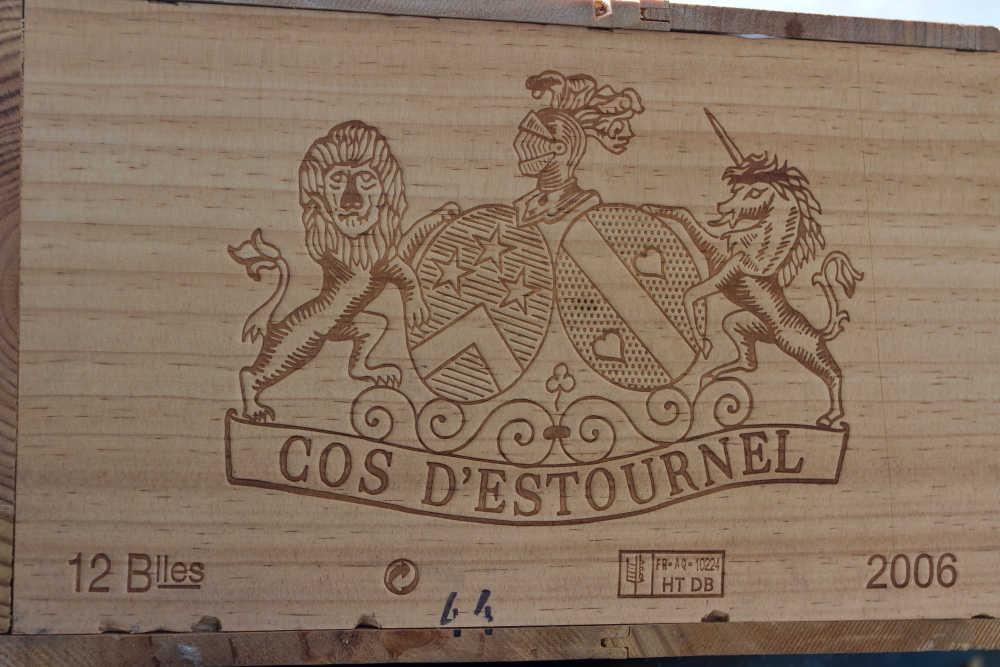 COS D'ESTOURNEL
12 Blles
FR-AQ-10224
HT DB
2006
44